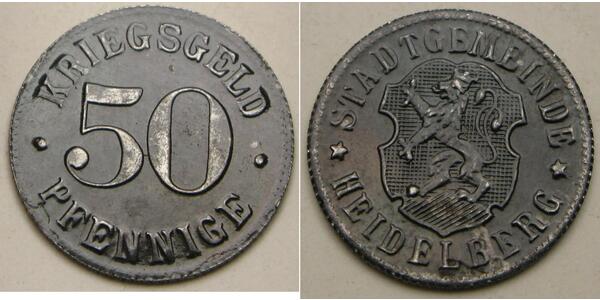 KRIEGSGELD
50
PFENNIGE
STADTGEMEINDE
HEIDELBERG